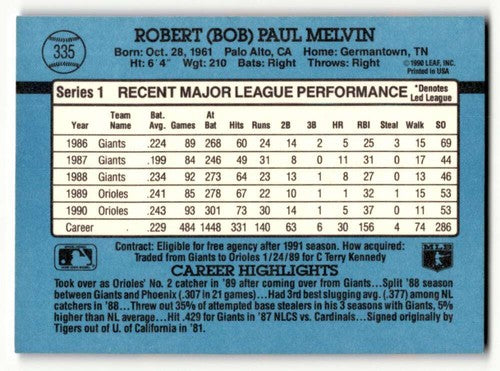 335
ROBERT (BOB) PAUL MELVIN
Born: Oct. 28, 1961 Palo Alto, CA Home: Germantown, TN
Ht: 6' 4" Wgt: 210 Bats: Right Throws: Right
© 1990 LEAF, INC.
Printed in USA
Series 1 RECENT MAJOR LEAGUE PERFORMANCE *Denotes Led League
Year Team Name Bat. Avg. Games At Bat Hits Runs 2B 3B HR RBI Steal Walk SO
1986 Giants .224 89 268 60 24 14 2 5 25 3 15 69
1987 Giants .199 84 246 49 31 8 0 11 31 0 17 44
1988 Giants .234 92 273 64 23 13 1 8 27 0 13 46
1989 Orioles .241 85 278 67 22 10 1 1 32 1 15 53
1990 Orioles .243 93 301 73 30 14 1 5 37 0 11 53
Career .229 484 1448 331 140 63 6 30 156 4 74 286
Contract: Eligible for free agency after 1991 season. How acquired:
Traded from Giants to Orioles 1/24/89 for C Terry Kennedy
MLB
CAREER HIGHLIGHTS
Took over as Orioles' No. 2 catcher in '89 after coming over from Giants...Split '88 season
between Giants and Phoenix (.307 in 21 games)...Had 3rd best slugging avg. (.377) among NL
catchers in '88...Threw out 35% of attempted base stealers in his 3 seasons with Giants, 5%
higher than NL average...Hit .429 for Giants in '87 NLCS vs. Cardinals...Signed originally by
Tigers out of U. of California in '81.